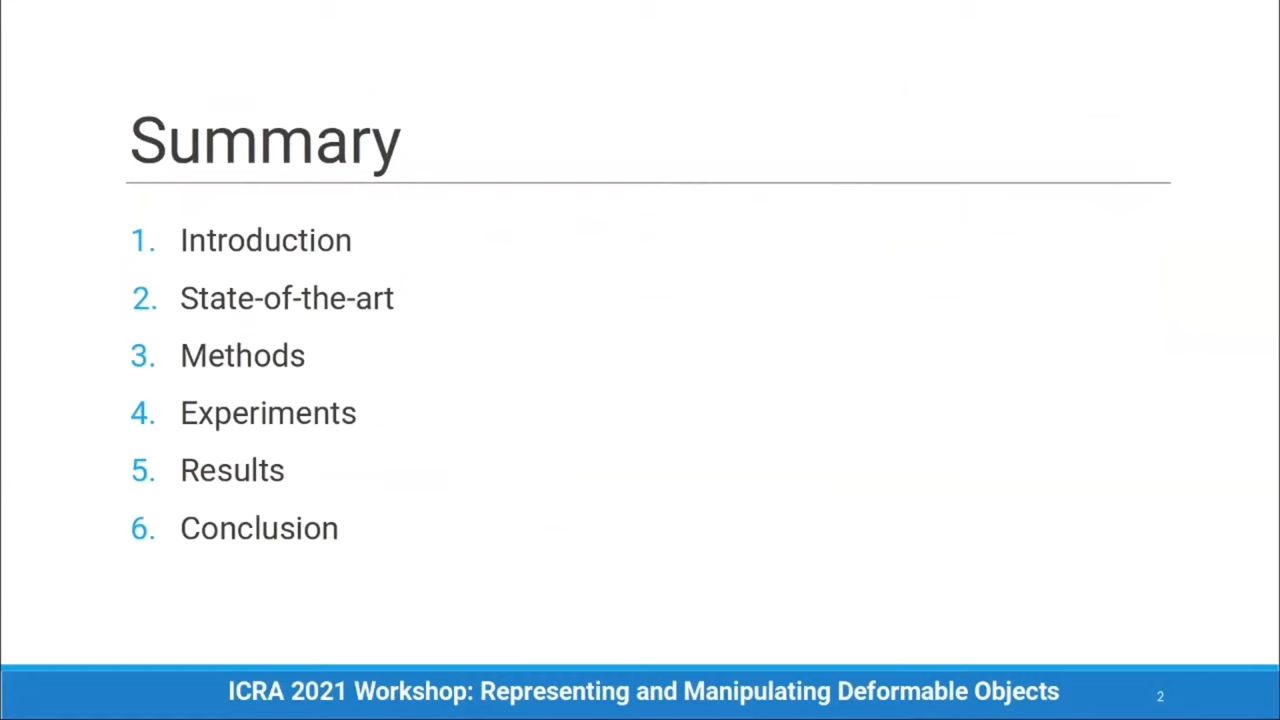 Summary
1. Introduction
2. State-of-the-art
3. Methods
4. Experiments
5. Results
6. Conclusion
ICRA 2021 Workshop: Representing and Manipulating Deformable Objects 2